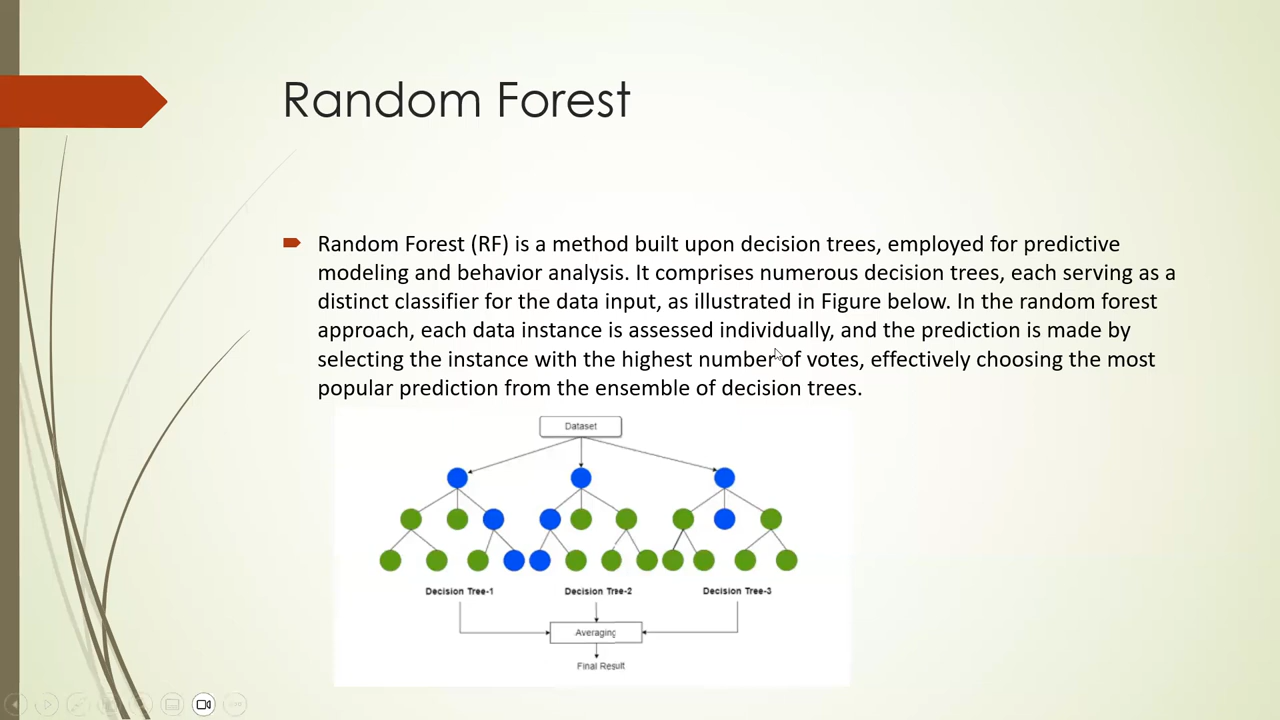 Random Forest
Random Forest (RF) is a method built upon decision trees, employed for predictive
modeling and behavior analysis. It comprises numerous decision trees, each serving as a
distinct classifier for the data input, as illustrated in Figure below. In the random forest
approach, each data instance is assessed individually, and the prediction is made by
selecting the instance with the highest number of votes, effectively choosing the most
popular prediction from the ensemble of decision trees.
Dataset
Decision Tree-1
Decision Tree-2
Decision Tree-3
Averaging
Final Result